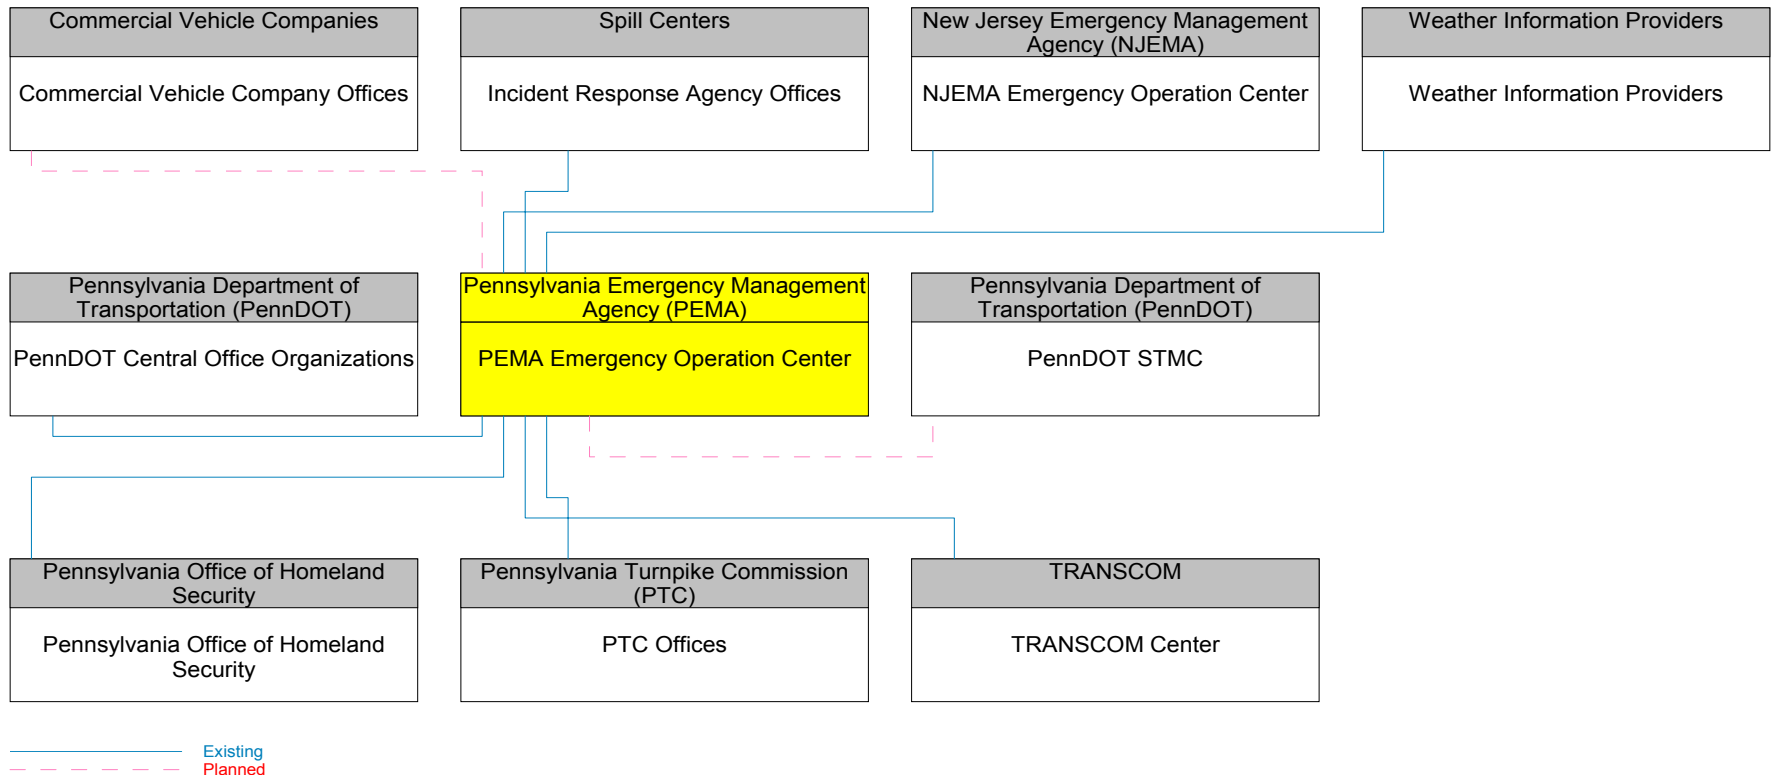 Commercial Vehicle Companies
Commercial Vehicle Company Offices
Spill Centers
Incident Response Agency Offices
New Jersey Emergency Management
Agency (NJEMA)
NJEMA Emergency Operation Center
Weather Information Providers
Weather Information Providers
Pennsylvania Department of
Transportation (PennDOT)
PennDOT Central Office Organizations
Pennsylvania Emergency Management
Agency (PEMA)
PEMA Emergency Operation Center
Pennsylvania Department of
Transportation (PennDOT)
PennDOT STMC
Pennsylvania Office of Homeland
Security
Pennsylvania Office of Homeland
Security
Pennsylvania Turnpike Commission
(PTC)
PTC Offices
TRANSCOM
TRANSCOM Center
Existing
Planned